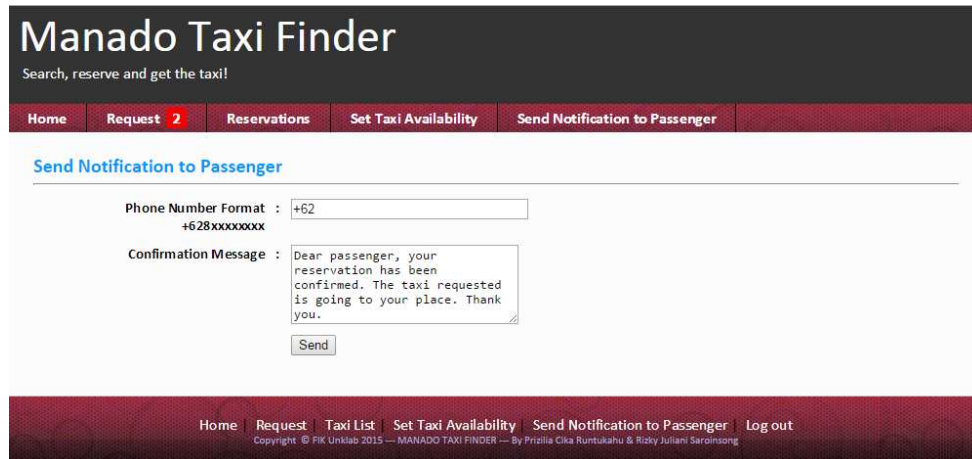 Manado Taxi Finder
Search, reserve and get the taxi!
Home Request 2 Reservations Set Taxi Availability Send Notification to Passenger
Send Notification to Passenger
Phone Number Format : +62
+628xxxxxxxx
Confirmation Message : Dear passenger, your
reservation has been
confirmed. The taxi requested
is going to your place. Thank
you.
Send
Home | Request | Taxi List | Set Taxi Availability | Send Notification to Passenger | Log out
Copyright © FIK Unklab 2015 --- MANADO TAXI FINDER --- By Prizilia Cika Runtukahu & Rizky Juliani Saroinsong